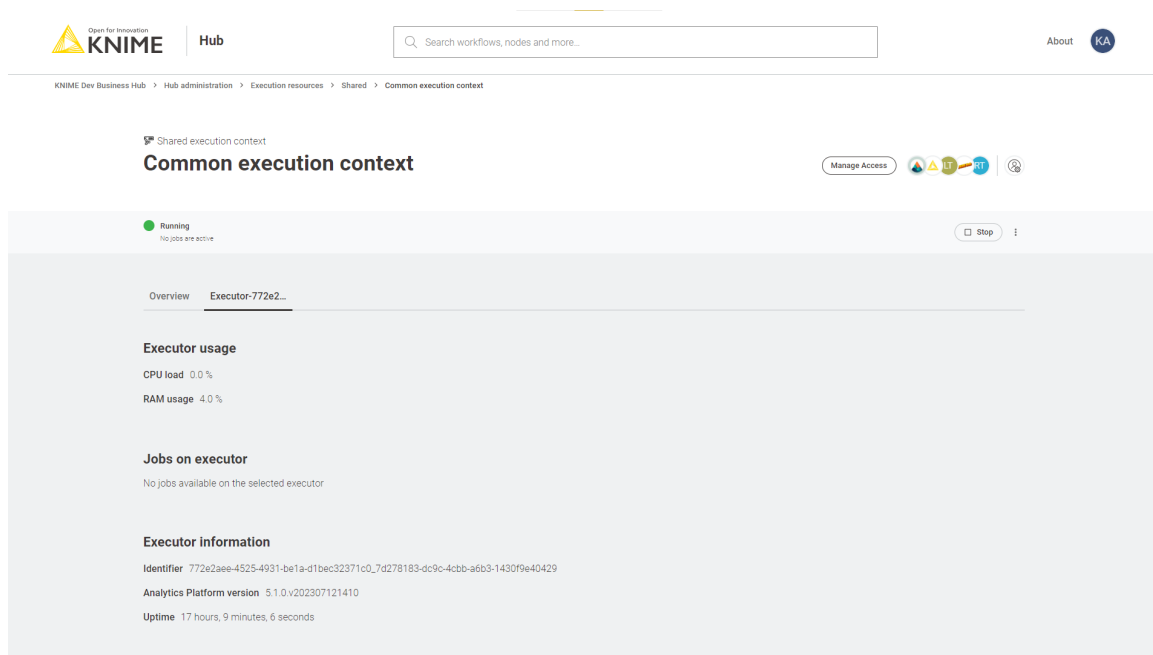 Open for Innovation
KNIME
Hub
Search workflows, nodes and more...
About
KA
KNIME Dev Business Hub > Hub administration > Execution resources > Shared > Common execution context
Shared execution context
Common execution context
Manage Access
LT
RT
Running
No jobs are active
Stop
Overview
Executor-772e2...
Executor usage
CPU load 0.0 %
RAM usage 4.0 %
Jobs on executor
No jobs available on the selected executor
Executor information
Identifier 772e2aee-4525-4931-be1a-d1bec32371c0_7d278183-dc9c-4cbb-a6b3-1430f9e40429
Analytics Platform version 5.1.0.v202307121410
Uptime 17 hours, 9 minutes, 6 seconds